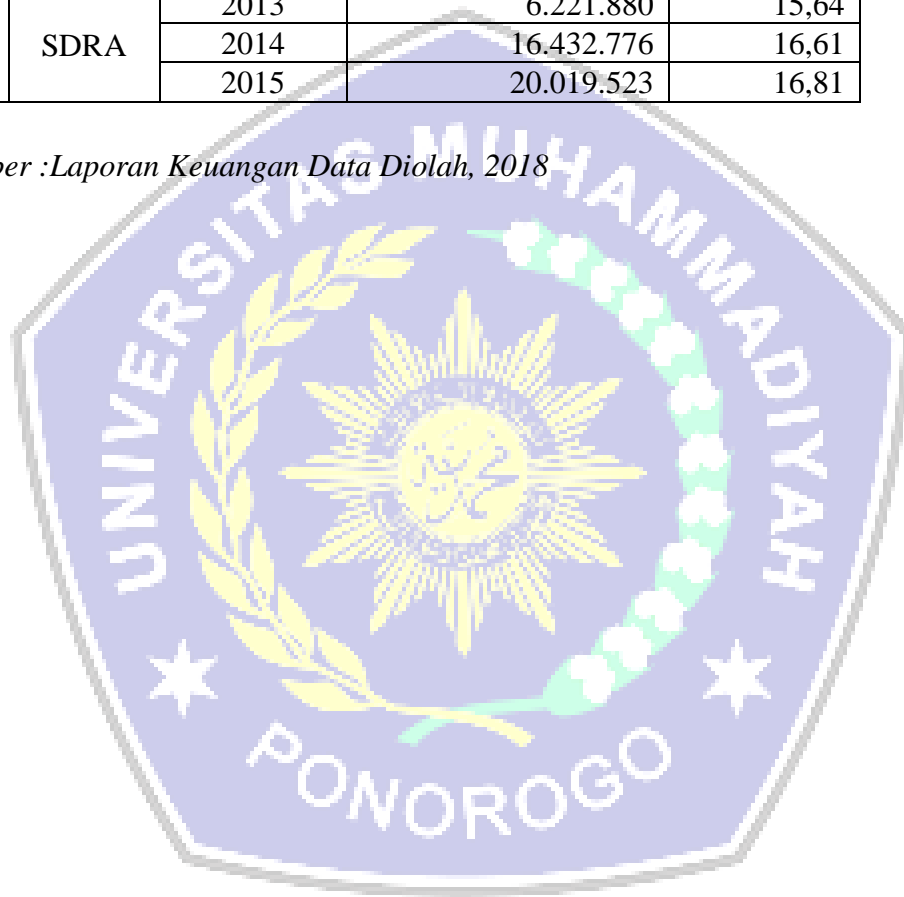 2013 6.221.880 15,64
SDRA 2014 16.432.776 16,61
2015 20.019.523 16,81
ber :Laporan Keuangan Data Diolah, 2018
UNIVERSITAS MUHAMMADIYAH
PONOROGO